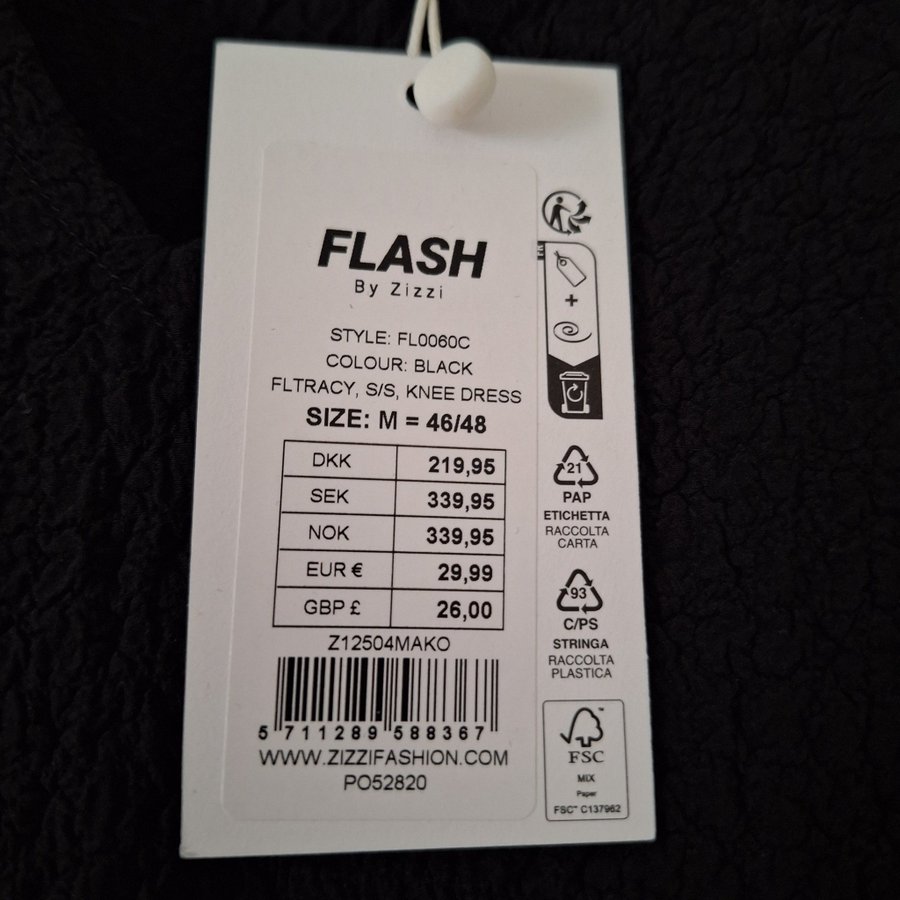 FLASH
By Zizzi
STYLE: FL0060C
COLOUR: BLACK
FLTRACY, S/S, KNEE DRESS
SIZE: M = 46/48
DKK 219,95
SEK 339,95
NOK 339,95
EUR € 29,99
GBP £ 26,00
Z12504MAKO
5 711289 588367
WWW.ZIZZIFASHION.COM
PO52820
FR
+
21
PAP
ETICHETTA
RACCOLTA
CARTA
93
C/PS
STRINGA
RACCOLTA
PLASTICA
FSC
MIX
Paper
FSC™ C137962